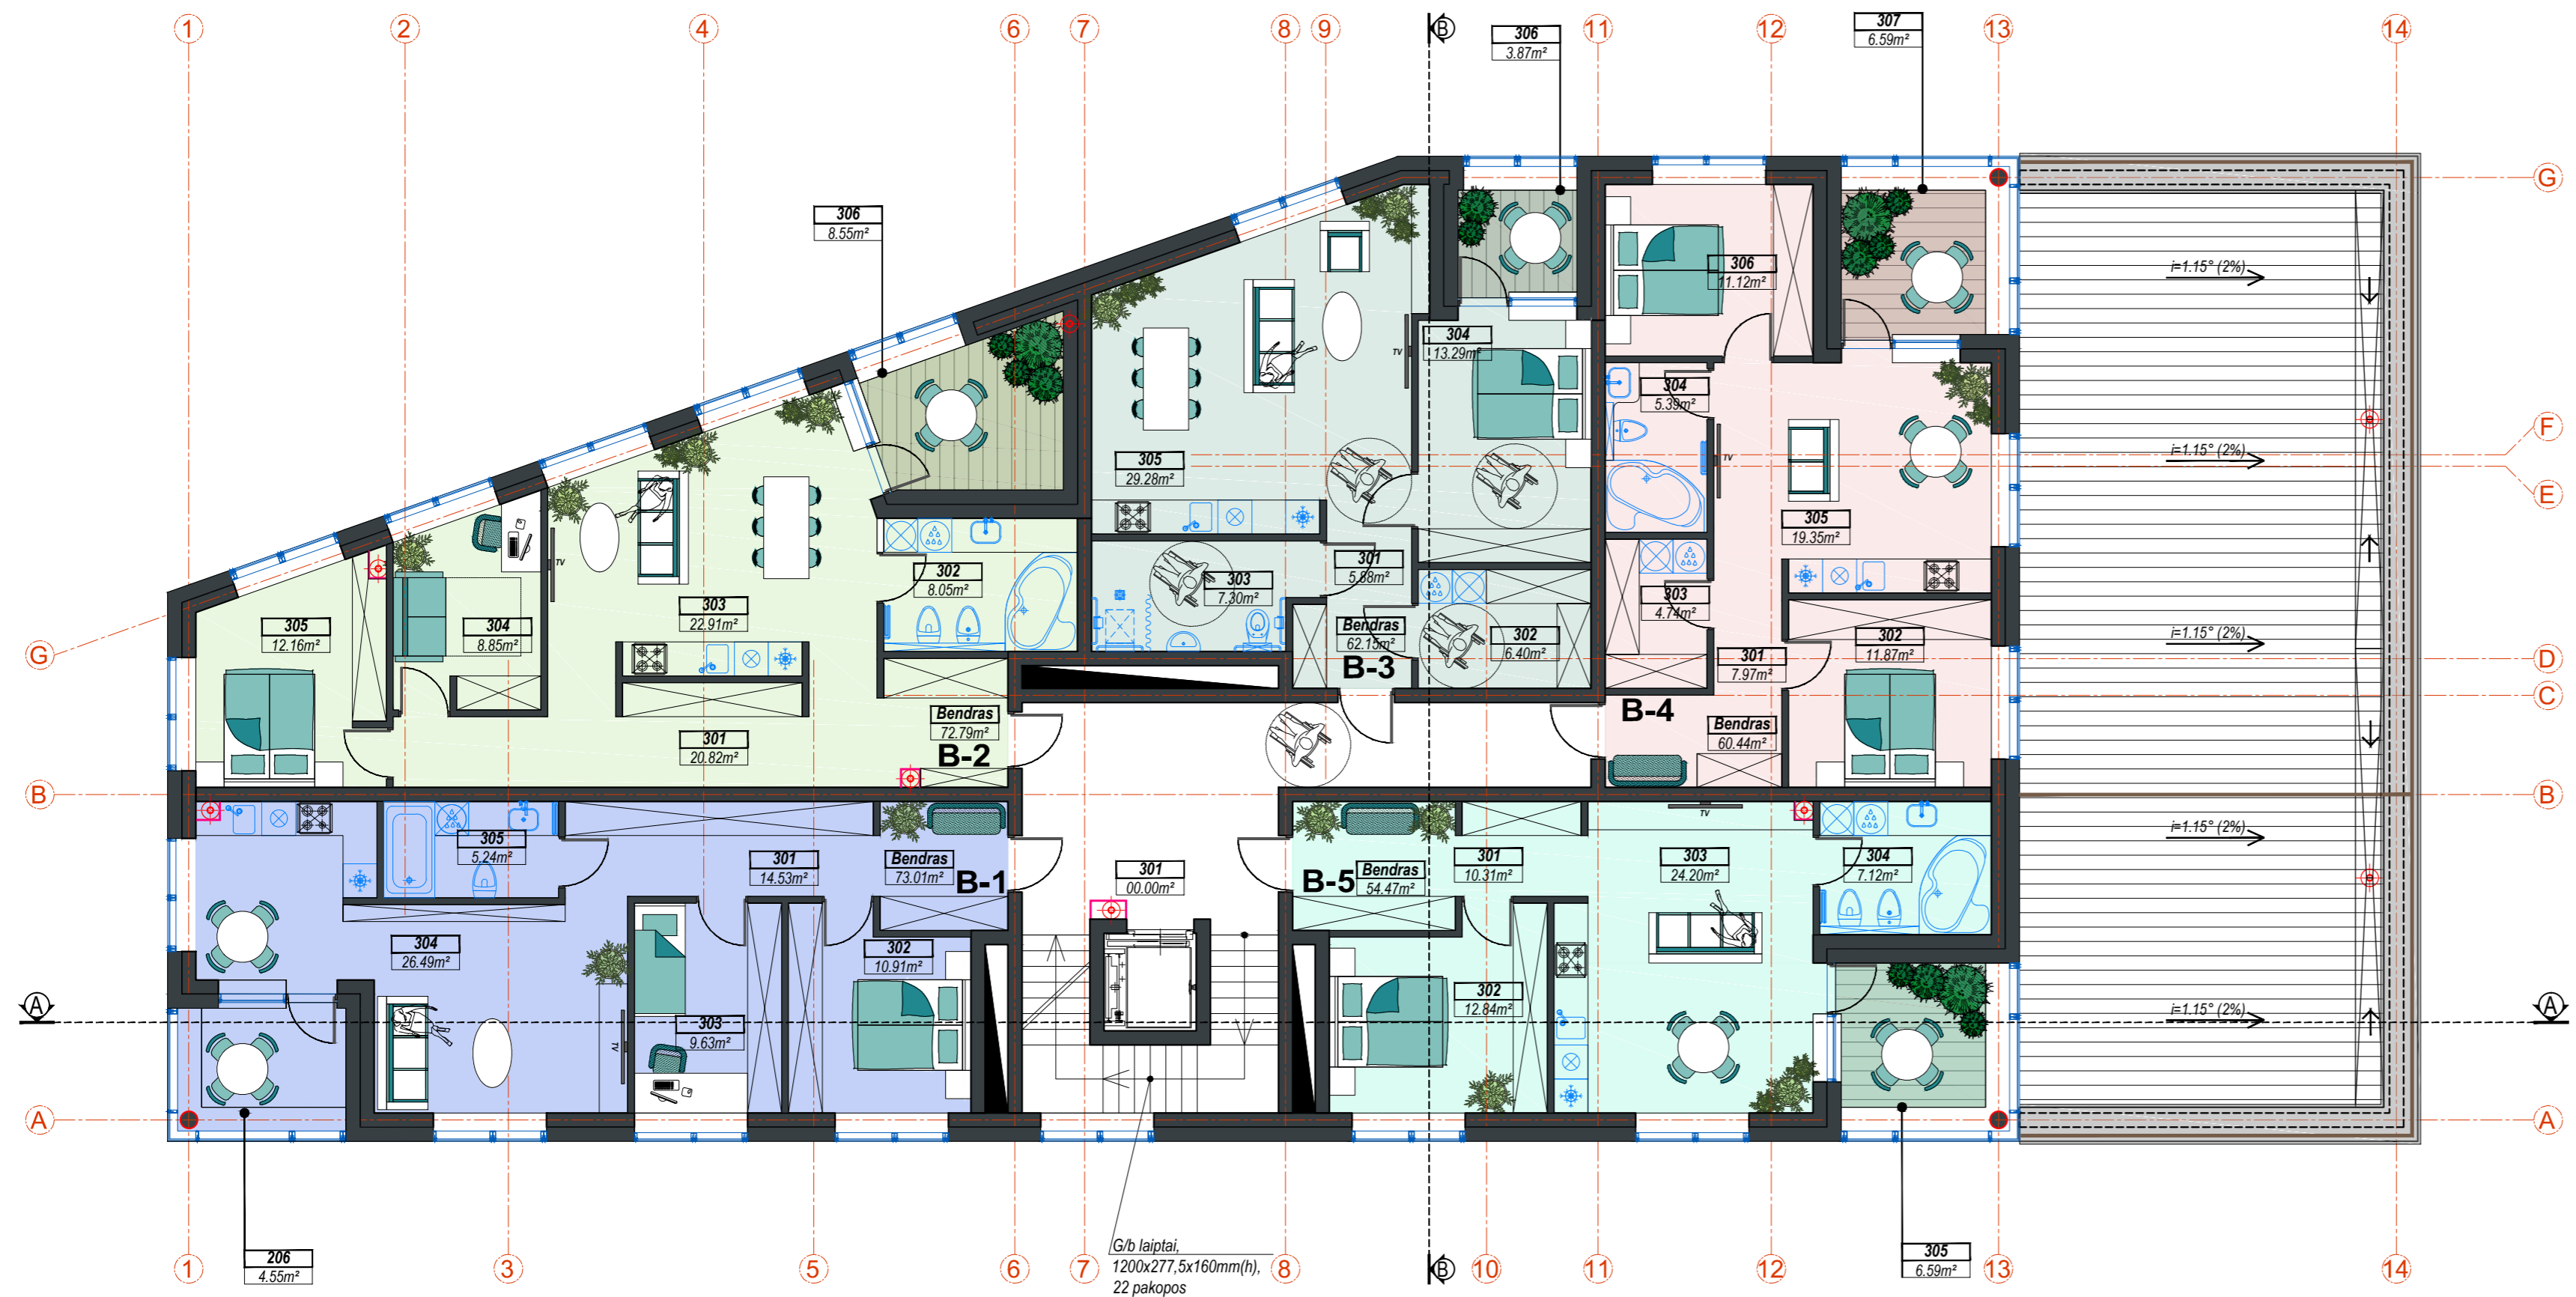 1 2 4 6 7 8 9 B 11 12 13 14
306
3.87m²
307
6.59m²
G
306
8.55m²
306
11.12m²
i=1.15° (2%)
304
13.29m²
TV
304
5.39m²
F
305
29.28m²
TV
i=1.15° (2%)
E
305
19.35m²
TV
301
5.88m²
302
8.05m²
303
7.30m²
303
4.74m²
303
22.91m²
305
12.16m²
304
8.85m²
Bendras
62.15m²
302
6.40m²
302
11.87m²
i=1.15° (2%)
G
B-3
301
7.97m²
D
C
Bendras
72.79m²
B-4
301
20.82m²
B-2
Bendras
60.44m²
B
B
TV
305
5.24m²
i=1.15° (2%)
301
14.53m²
Bendras
73.01m²
B-1
301
00.00m²
B-5
Bendras
54.47m²
301
10.31m²
303
24.20m²
304
7.12m²
304
26.49m²
302
10.91m²
302
12.84m²
A
i=1.15° (2%)
A
303
9.63m²
TV
A
A
G/b laiptai,
1200x277,5x160mm(h),
22 pakopos
206
4.55m²
305
6.59m²
1 3 5 6 7 8 B 10 11 12 13 14